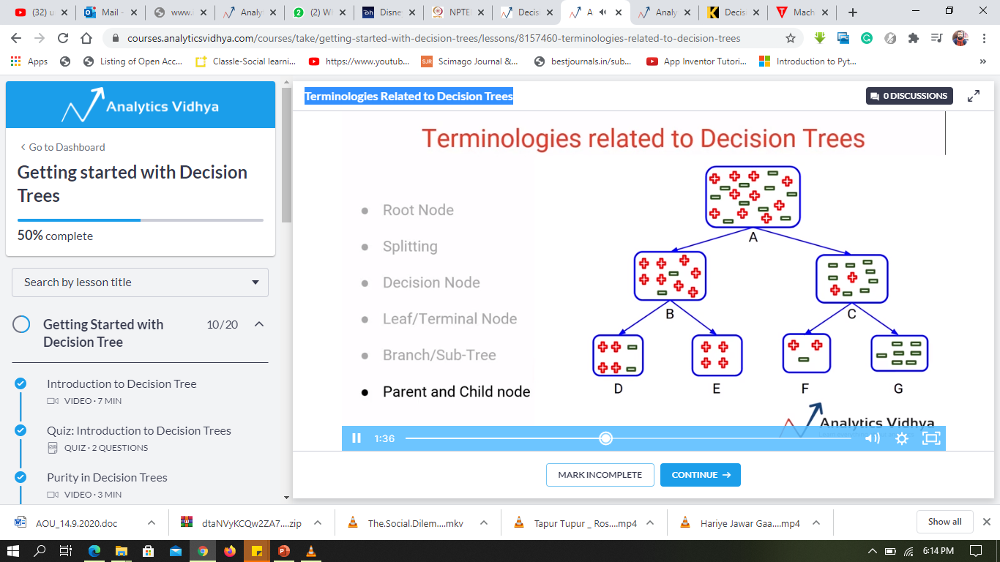 (32) u
Mail -
www.r
Analy
(2) W
Disne
NPTE
Decis
A
Analy
Decis
Mach
courses.analyticsvidhya.com/courses/take/getting-started-with-decision-trees/lessons/8157460-terminologies-related-to-decision-trees
Apps
Listing of Open Acc...
Classle-Social learni...
https://www.youtub...
SJR
Scimago Journal &...
bestjournals.in/sub...
App Inventor Tutori...
Introduction to Pyt...
»
Analytics Vidhya
< Go to Dashboard
Getting started with Decision
Trees
50% complete
Search by lesson title
Getting Started with
Decision Tree
10/20
Introduction to Decision Tree
VIDEO · 7 MIN
Quiz: Introduction to Decision Trees
QUIZ · 2 QUESTIONS
Purity in Decision Trees
VIDEO · 3 MIN
Terminologies Related to Decision Trees
0 DISCUSSIONS
Terminologies related to Decision Trees
• Root Node
• Splitting
• Decision Node
• Leaf/Terminal Node
• Branch/Sub-Tree
• Parent and Child node
A
B
C
D
E
F
G
Analytics Vidhya
1:36
MARK INCOMPLETE
CONTINUE →
AOU_14.9.2020.doc
dtaNVyKCQw2ZA7....zip
The.Social.Dilem....mkv
Tapur Tupur _ Ros....mp4
Hariye Jawar Gaa....mp4
Show all
6:14 PM